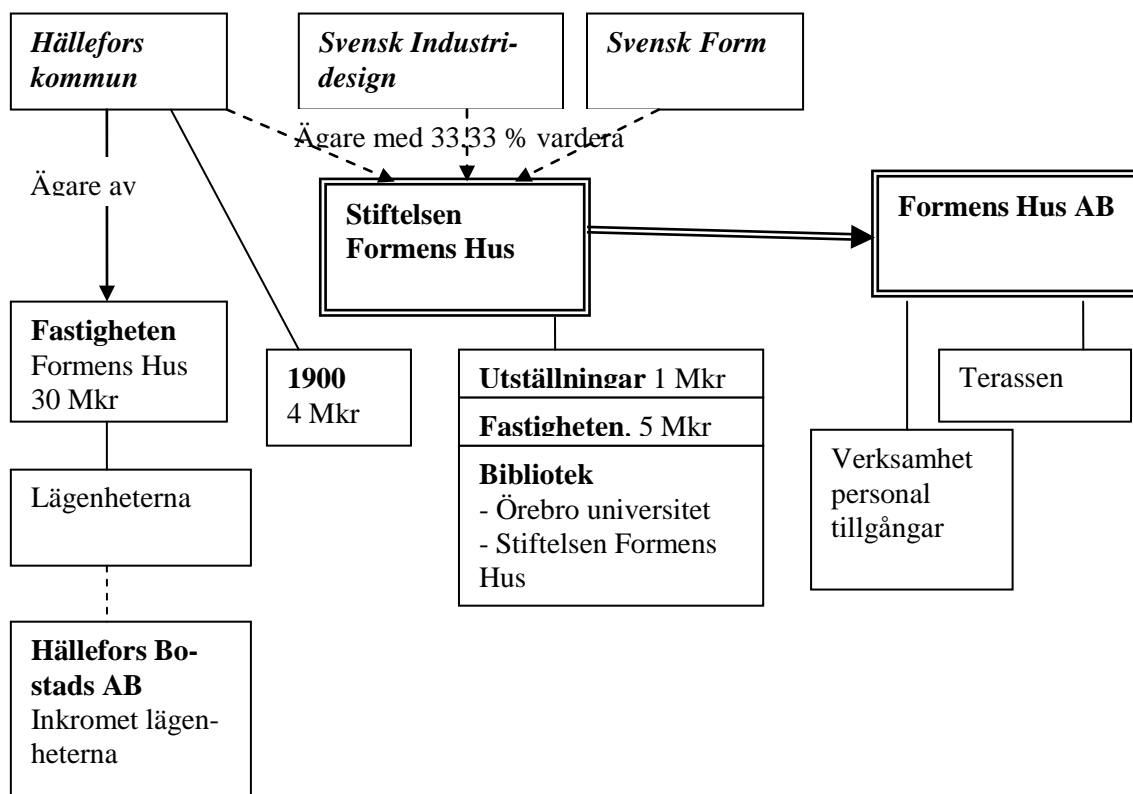 Hällefors
kommun
Svensk Industri-
design
Svensk Form
Ägare med 33,33 % vardera
Ägare av
Stiftelsen
Formens Hus
Formens Hus AB
Fastigheten
Formens Hus
30 Mkr
1900
4 Mkr
Utställningar 1 Mkr
Fastigheten. 5 Mkr
Bibliotek
- Örebro universitet
- Stiftelsen Formens
Hus
Terassen
Verksamhet
personal
tillgångar
Lägenheterna
Hällefors Bo-
stads AB
Inkromet lägen-
heterna